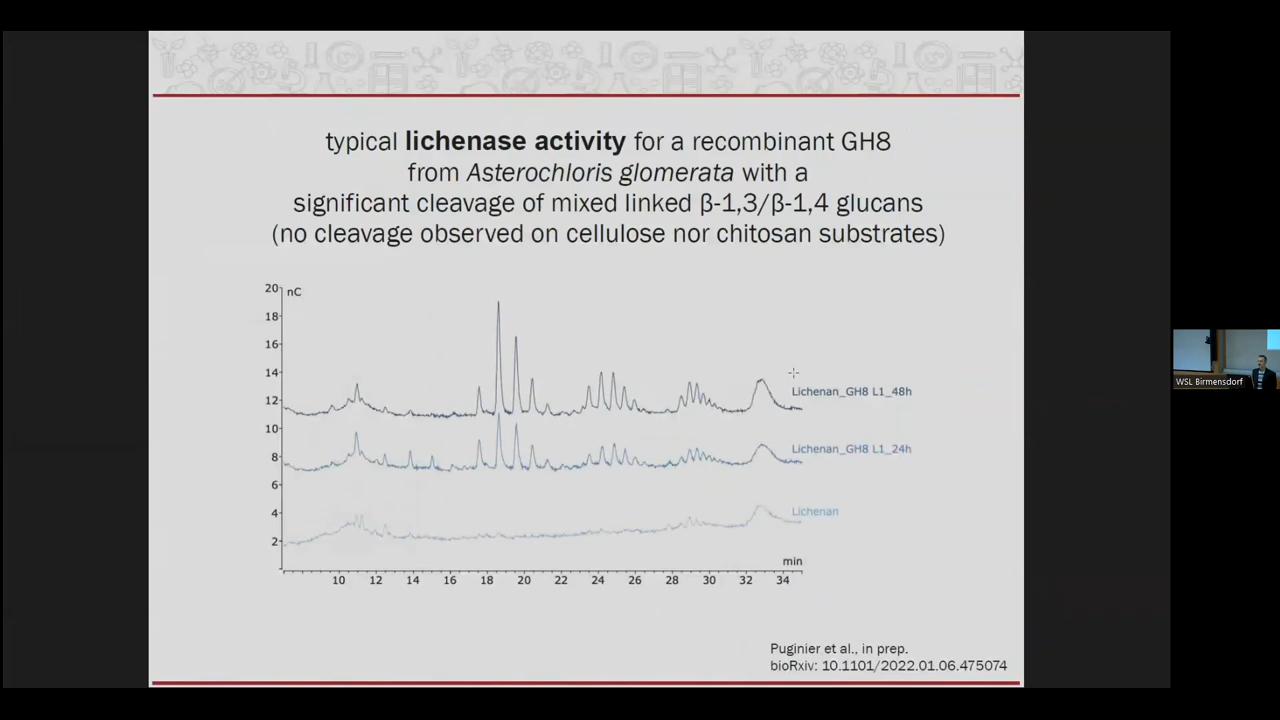 typical lichenase activity for a recombinant GH8
from Asterochloris glomerata with a
significant cleavage of mixed linked β-1,3/β-1,4 glucans
(no cleavage observed on cellulose nor chitosan substrates)
20
nC
18
16
14
12
10
8
6
4
2
Lichenan_GH8 L1_48h
Lichenan_GH8 L1_24h
Lichenan
min
10 12 14 16 18 20 22 24 26 28 30 32 34
WSL Birmensdorf
Puginier et al., in prep.
bioRxiv: 10.1101/2022.01.06.475074